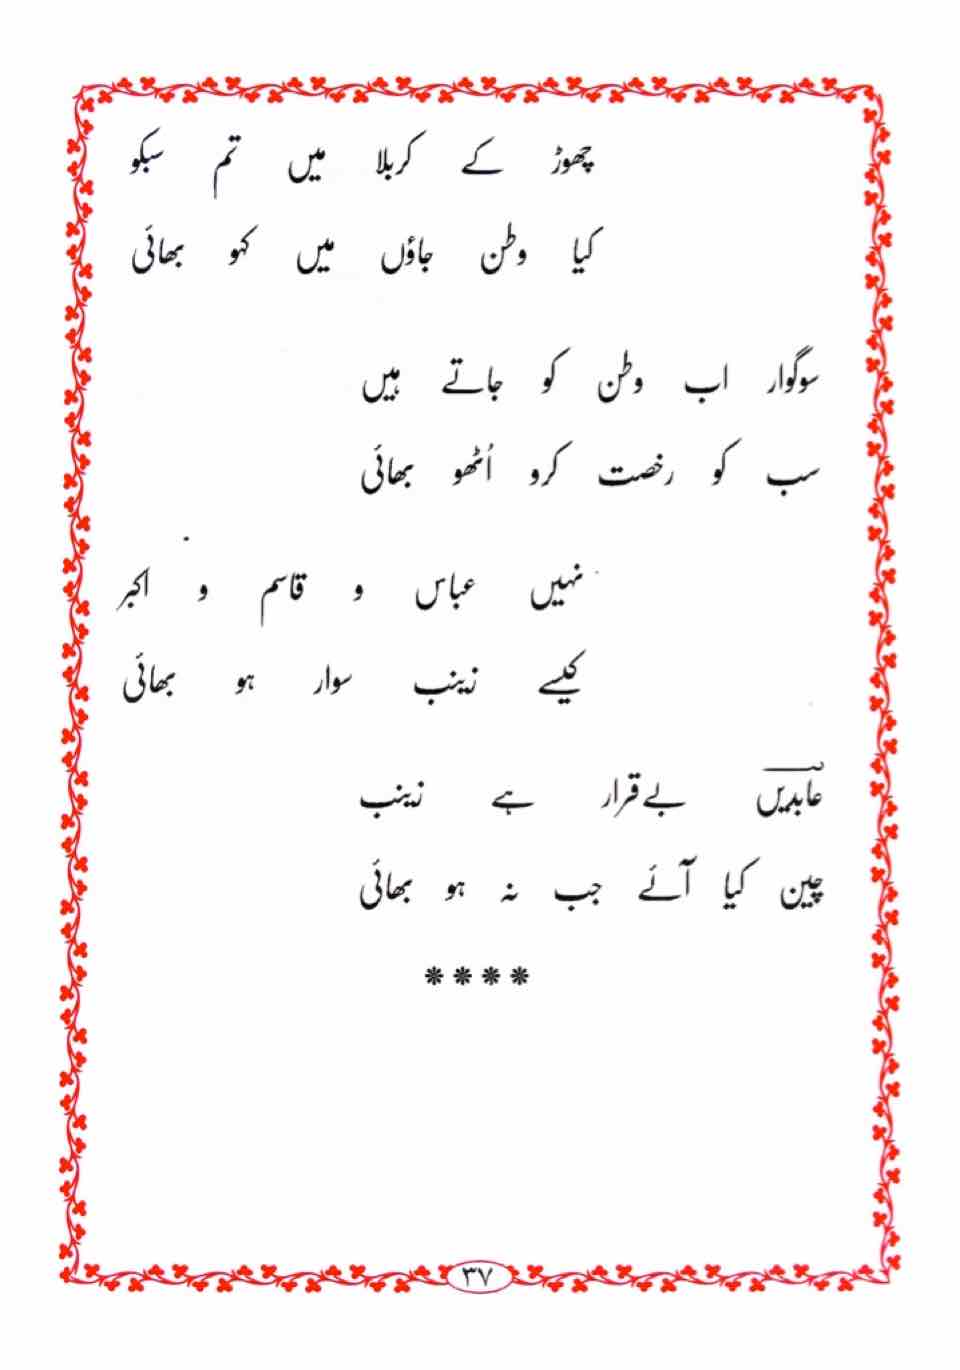 چھوڑ کے کربلا میں تم سبکو
کیا وطن جاؤں میں کہو بھائی
سوگوار اب وطن کو جاتے ہیں
سب کو رخصت کرو اُٹھو بھائی
نہیں عباس و قاسم و اکبر
کیسے زینب سوار ہو بھائی
عابدیں بے قرار ہے زینب
چین کیا آئے جب نہ ہو بھائی
****
۳۷